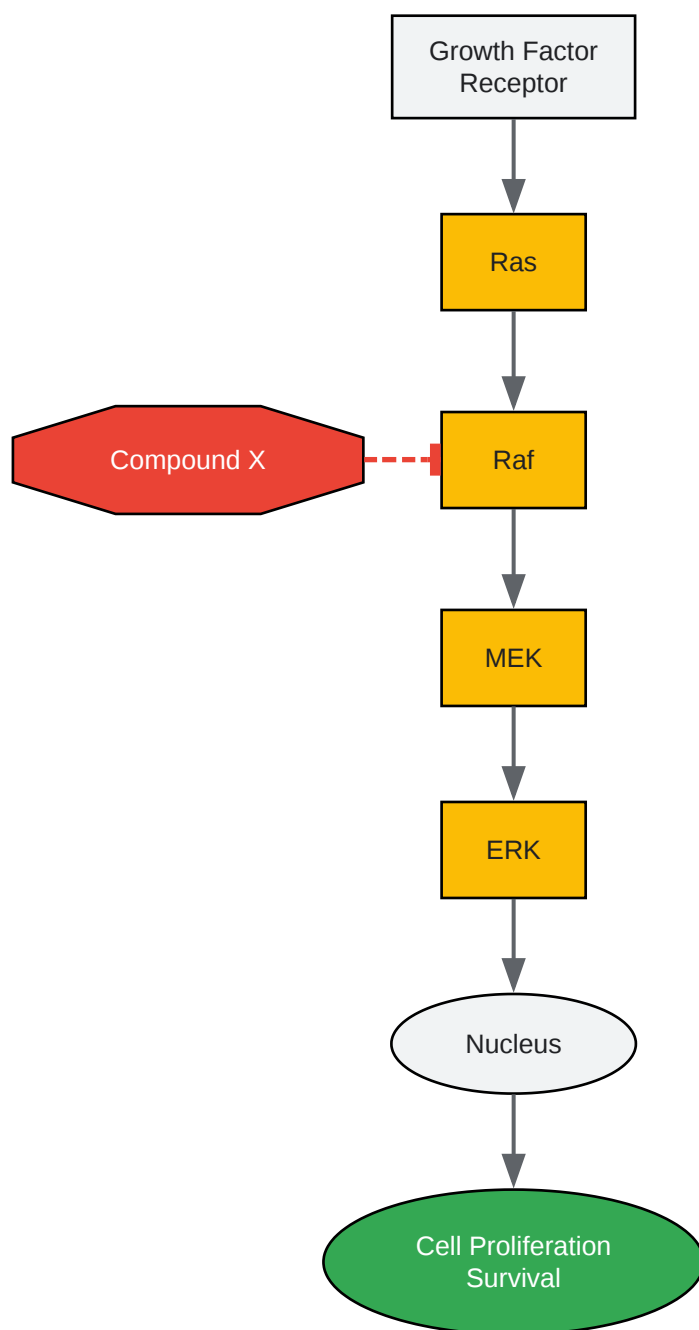 Growth Factor
Receptor
Ras
Compound X
Raf
MEK
ERK
Nucleus
Cell Proliferation
Survival